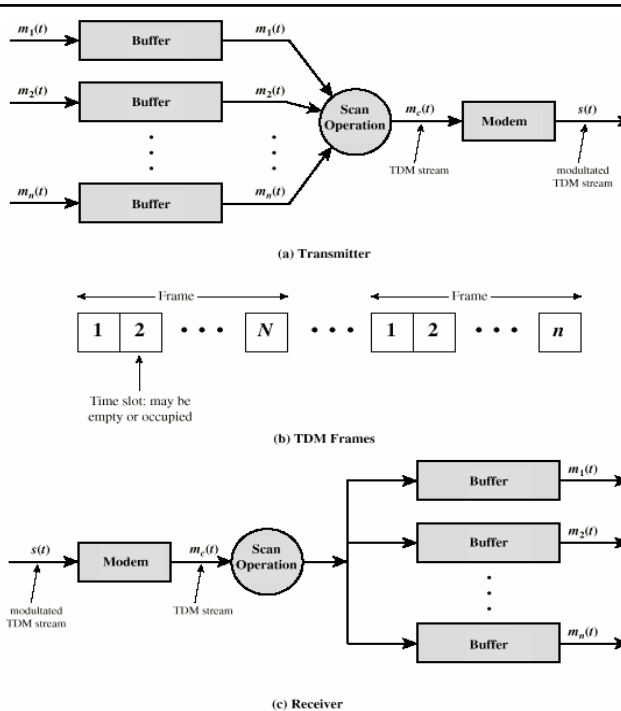 m1(t) Buffer m1(t)
m2(t) Buffer m2(t)
Scan Operation mc(t) Modem s(t)
TDM stream
modultated TDM stream
mn(t) Buffer mn(t)
(a) Transmitter
Frame Frame
1 2 • • • N • • • 1 2 • • • n
Time slot: may be
empty or occupied
(b) TDM Frames
Buffer m1(t)
s(t) Modem mc(t) Scan Operation
Buffer m2(t)
modultated
TDM stream
TDM stream
Buffer mn(t)
(c) Receiver